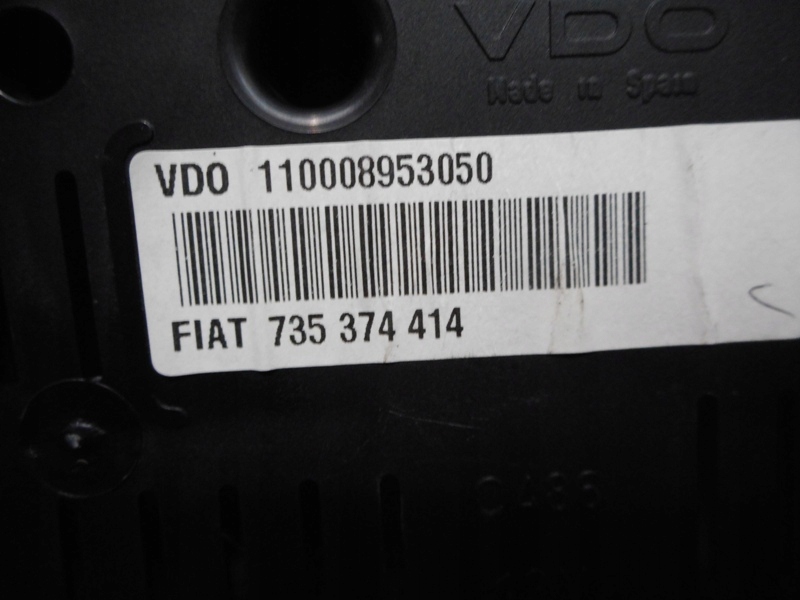 VDO
Made in Spain
VDO 110008953050
FIAT 735 374 414